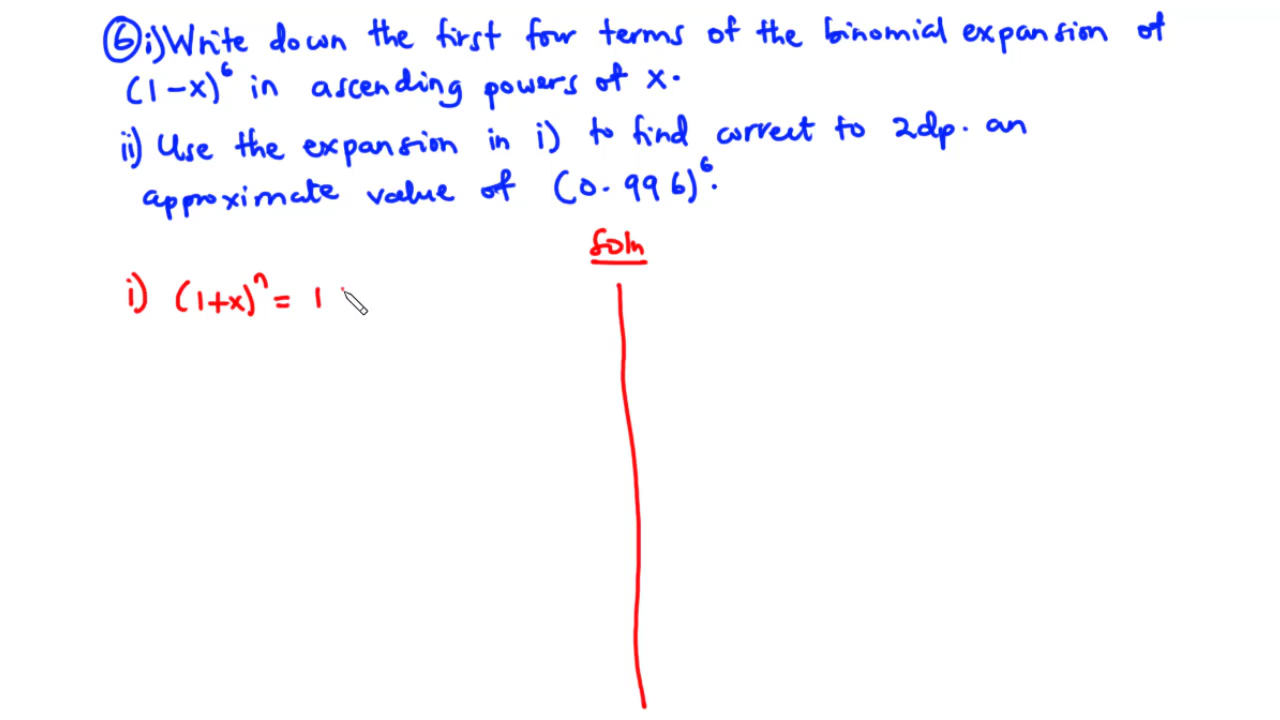 ⑥ i) Write down the first four terms of the binomial expansion of
(1-x)⁶ in ascending powers of x.
ii) Use the expansion in i) to find correct to 2dp. an
approximate value of (0.996)⁶.
Soln
i) (1+x)ⁿ = 1